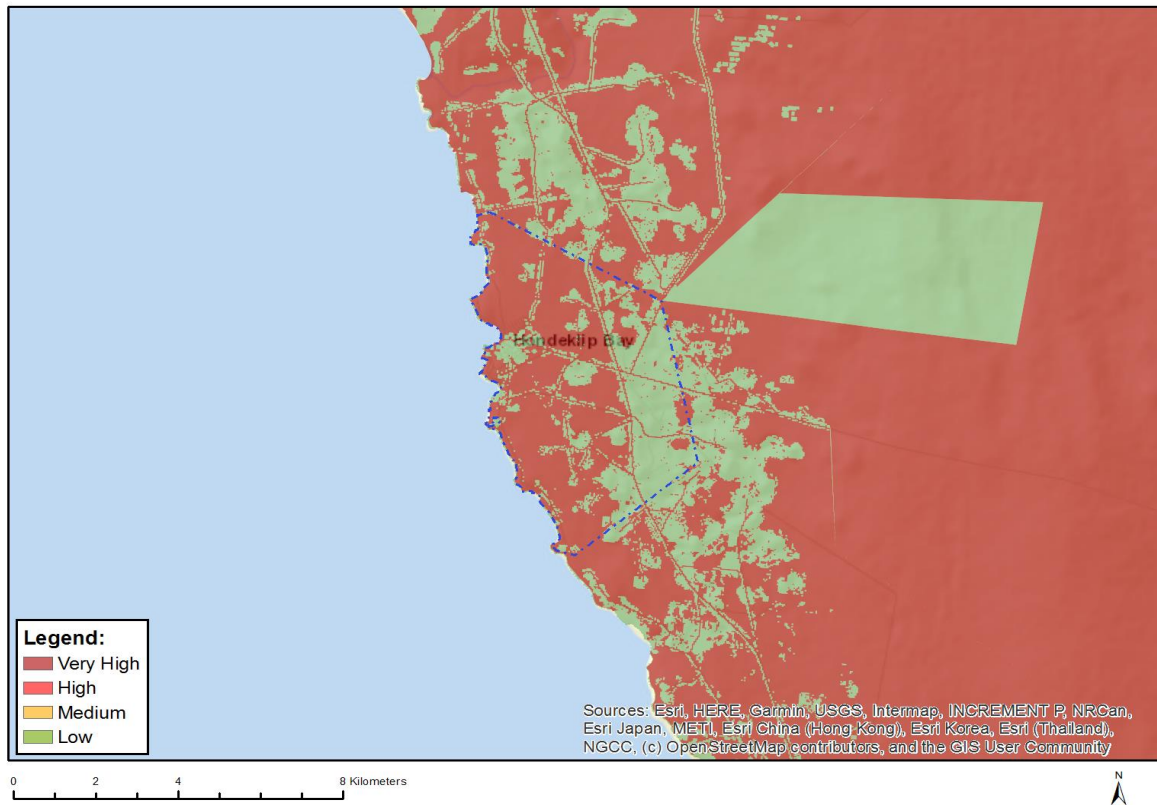 Hondeklip Bay
Legend:
Very High
High
Medium
Low
Sources: Esri, HERE, Garmin, USGS, Intermap, INCREMENT P, NRCan,
Esri Japan, METI, Esri China (Hong Kong), Esri Korea, Esri (Thailand),
NGCC, (c) OpenStreetMap contributors, and the GIS User Community
0 2 4 8 Kilometers
N